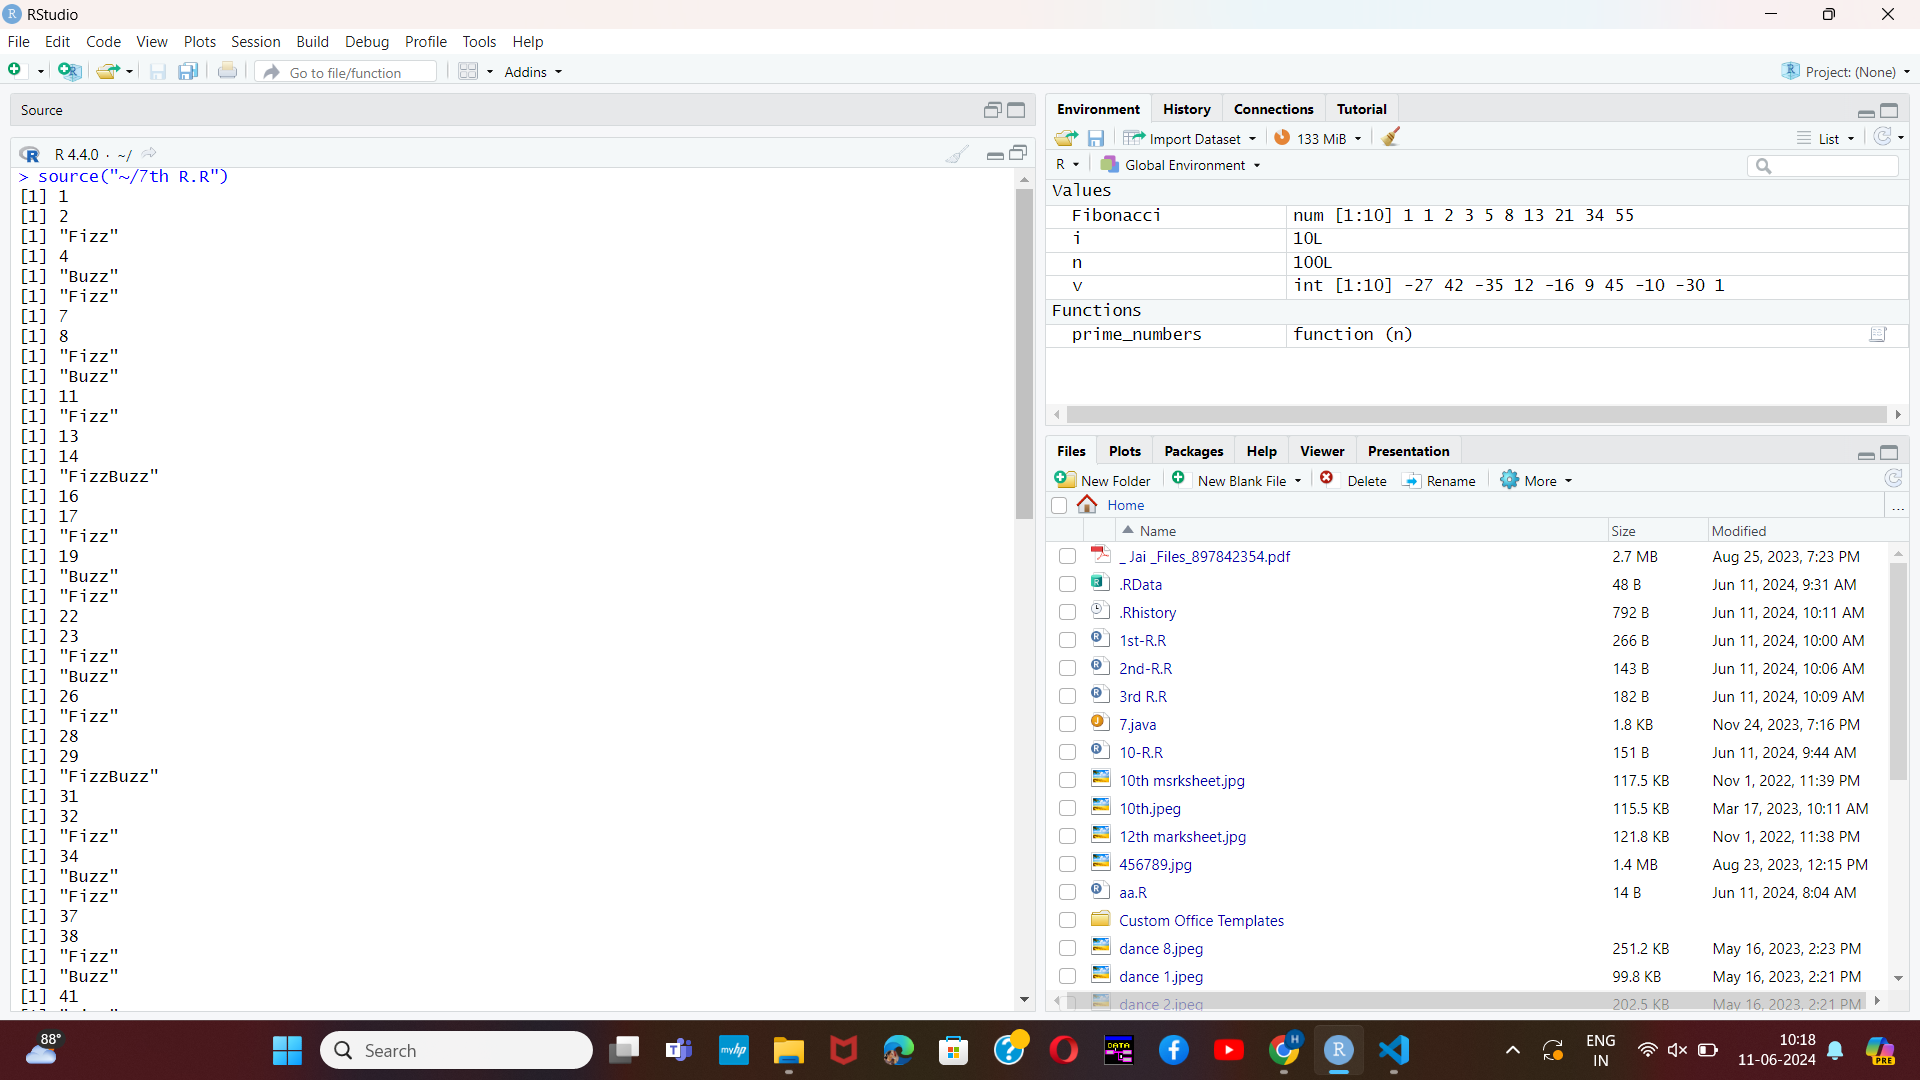 RStudio
File Edit Code View Plots Session Build Debug Profile Tools Help
Go to file/function Addins Project: (None)
Source
R 4.4.0 · ~/
> source("~/7th R.R")
[1] 1
[1] 2
[1] "Fizz"
[1] 4
[1] "Buzz"
[1] "Fizz"
[1] 7
[1] 8
[1] "Fizz"
[1] "Buzz"
[1] 11
[1] "Fizz"
[1] 13
[1] 14
[1] "FizzBuzz"
[1] 16
[1] 17
[1] "Fizz"
[1] 19
[1] "Buzz"
[1] "Fizz"
[1] 22
[1] 23
[1] "Fizz"
[1] "Buzz"
[1] 26
[1] "Fizz"
[1] 28
[1] 29
[1] "FizzBuzz"
[1] 31
[1] 32
[1] "Fizz"
[1] 34
[1] "Buzz"
[1] "Fizz"
[1] 37
[1] 38
[1] "Fizz"
[1] "Buzz"
[1] 41
Environment History Connections Tutorial
Import Dataset 133 MiB List
R Global Environment
Values
Fibonacci num [1:10] 1 1 2 3 5 8 13 21 34 55
i 10L
n 100L
v int [1:10] -27 42 -35 12 -16 9 45 -10 -30 1
Functions
prime_numbers function (n)
Files Plots Packages Help Viewer Presentation
New Folder New Blank File Delete Rename More
Home ...
Name Size Modified
_ Jai _Files_897842354.pdf 2.7 MB Aug 25, 2023, 7:23 PM
.RData 48 B Jun 11, 2024, 9:31 AM
.Rhistory 792 B Jun 11, 2024, 10:11 AM
1st-R.R 266 B Jun 11, 2024, 10:00 AM
2nd-R.R 143 B Jun 11, 2024, 10:06 AM
3rd R.R 182 B Jun 11, 2024, 10:09 AM
7.java 1.8 KB Nov 24, 2023, 7:16 PM
10-R.R 151 B Jun 11, 2024, 9:44 AM
10th msrksheet.jpg 117.5 KB Nov 1, 2022, 11:39 PM
10th.jpeg 115.5 KB Mar 17, 2023, 10:11 AM
12th marksheet.jpg 121.8 KB Nov 1, 2022, 11:38 PM
456789.jpg 1.4 MB Aug 23, 2023, 12:15 PM
aa.R 14 B Jun 11, 2024, 8:04 AM
Custom Office Templates
dance 8.jpeg 251.2 KB May 16, 2023, 2:23 PM
dance 1.jpeg 99.8 KB May 16, 2023, 2:21 PM
dance 2.jpeg 202.5 KB May 16, 2023, 2:21 PM
88° Search myhp DATA H ENG 10:18
IN 11-06-2024 PRE